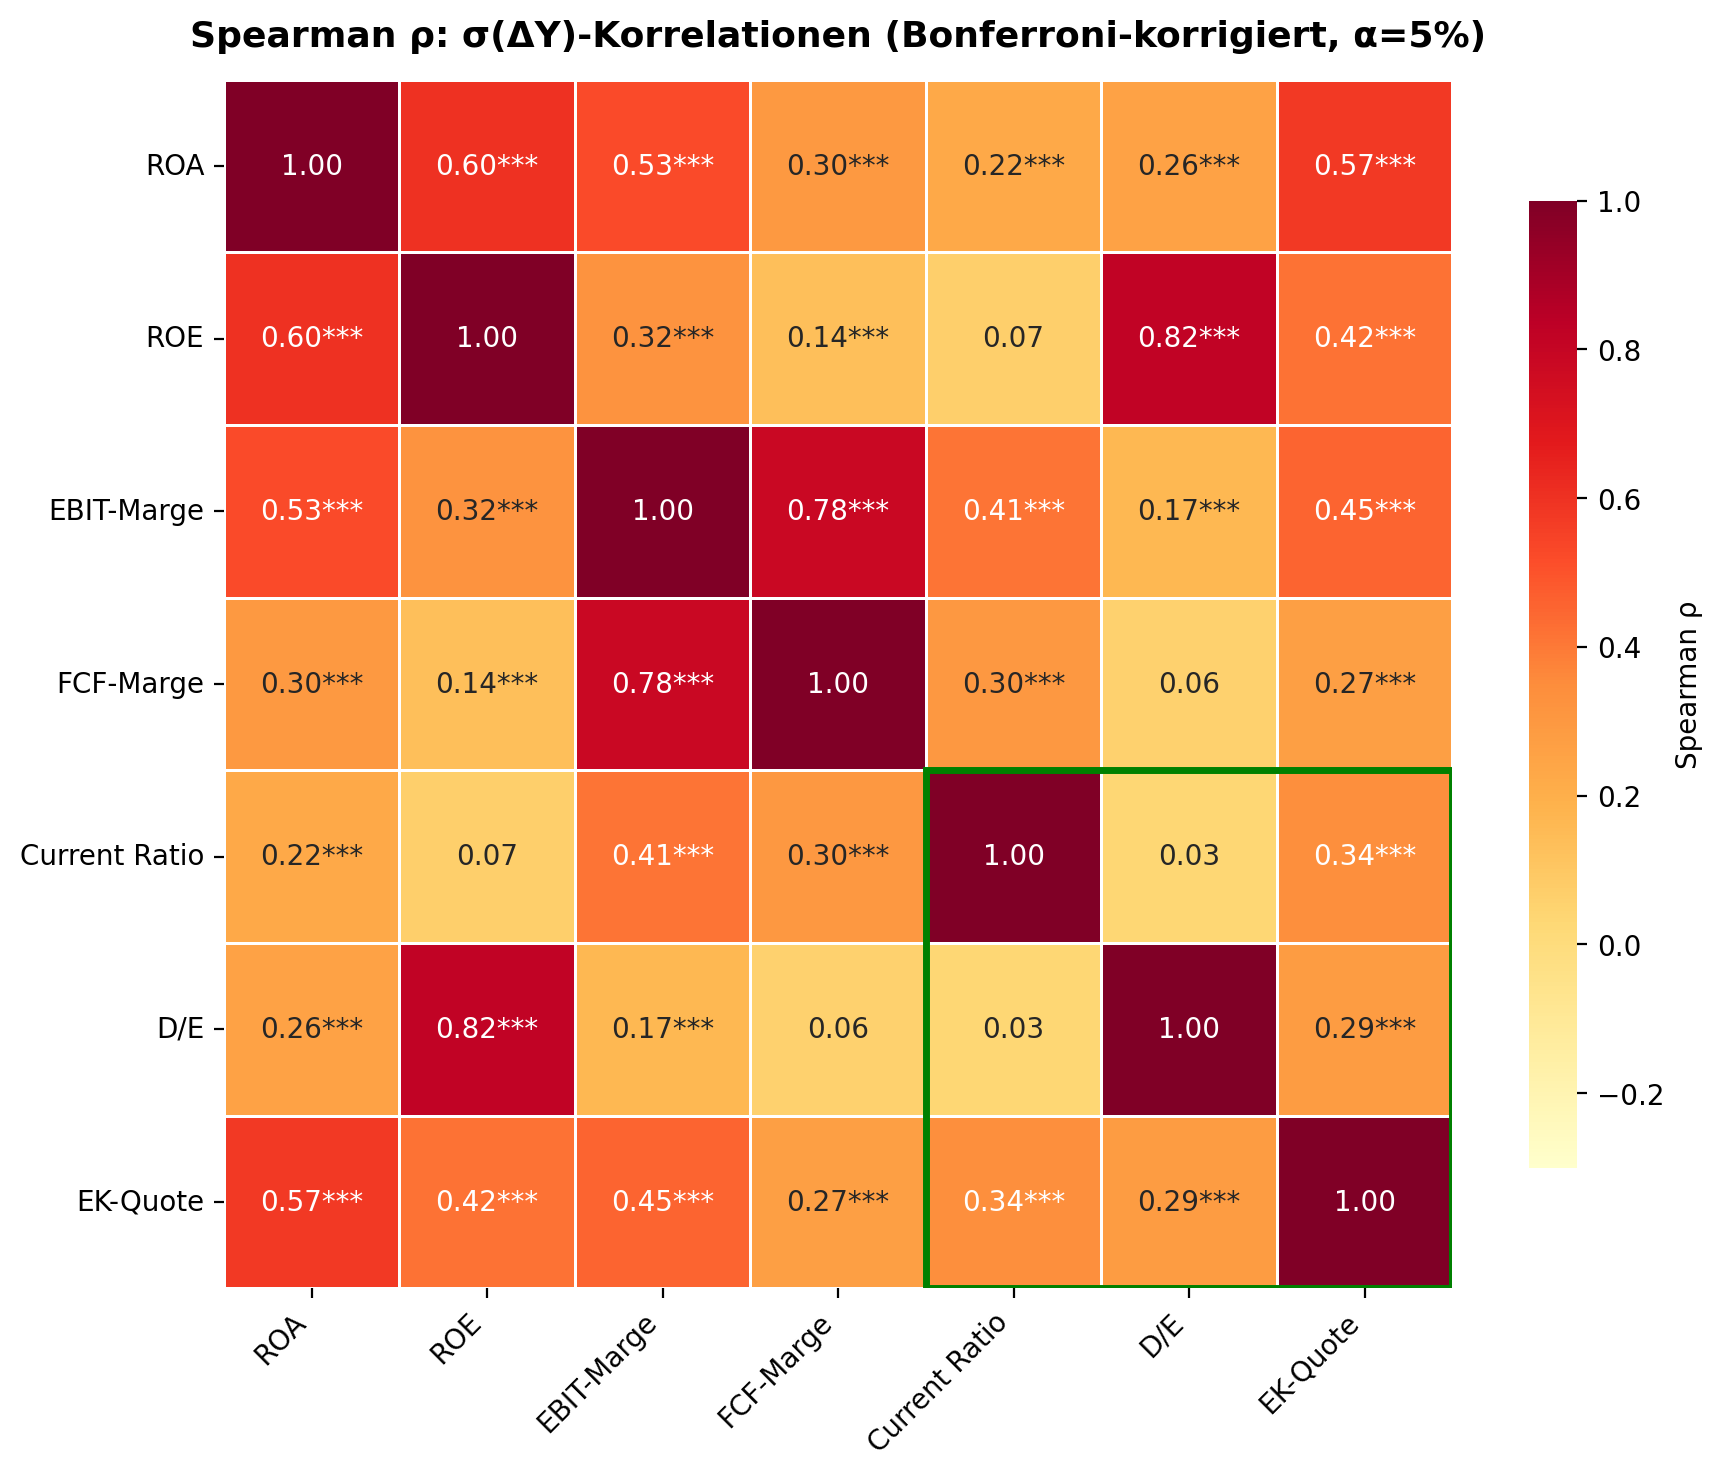 Spearman ρ: σ(ΔY)-Korrelationen (Bonferroni-korrigiert, α=5%)
ROA 1.00 0.60*** 0.53*** 0.30*** 0.22*** 0.26*** 0.57***
ROE 0.60*** 1.00 0.32*** 0.14*** 0.07 0.82*** 0.42***
EBIT-Marge 0.53*** 0.32*** 1.00 0.78*** 0.41*** 0.17*** 0.45***
FCF-Marge 0.30*** 0.14*** 0.78*** 1.00 0.30*** 0.06 0.27***
Current Ratio 0.22*** 0.07 0.41*** 0.30*** 1.00 0.03 0.34***
D/E 0.26*** 0.82*** 0.17*** 0.06 0.03 1.00 0.29***
EK-Quote 0.57*** 0.42*** 0.45*** 0.27*** 0.34*** 0.29*** 1.00
ROA ROE EBIT-Marge FCF-Marge Current Ratio D/E EK-Quote
1.0
0.8
0.6
0.4
0.2
0.0
−0.2
Spearman ρ